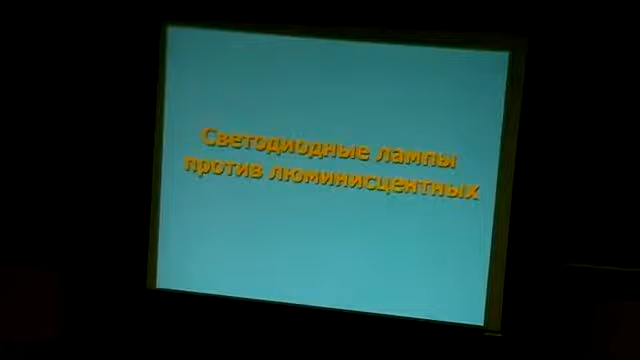 Светодиодные лампы
против люминисцентных